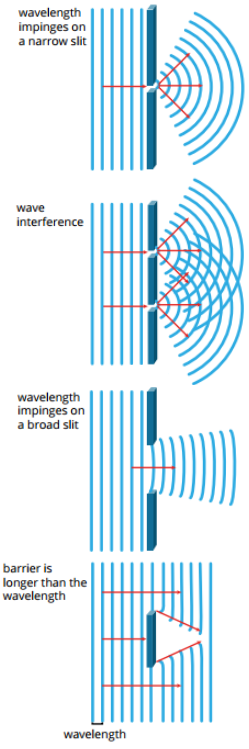 wavelength
impinges on
a narrow slit
wave
interference
wavelength
impinges on
a broad slit
barrier is
longer than the
wavelength
wavelength